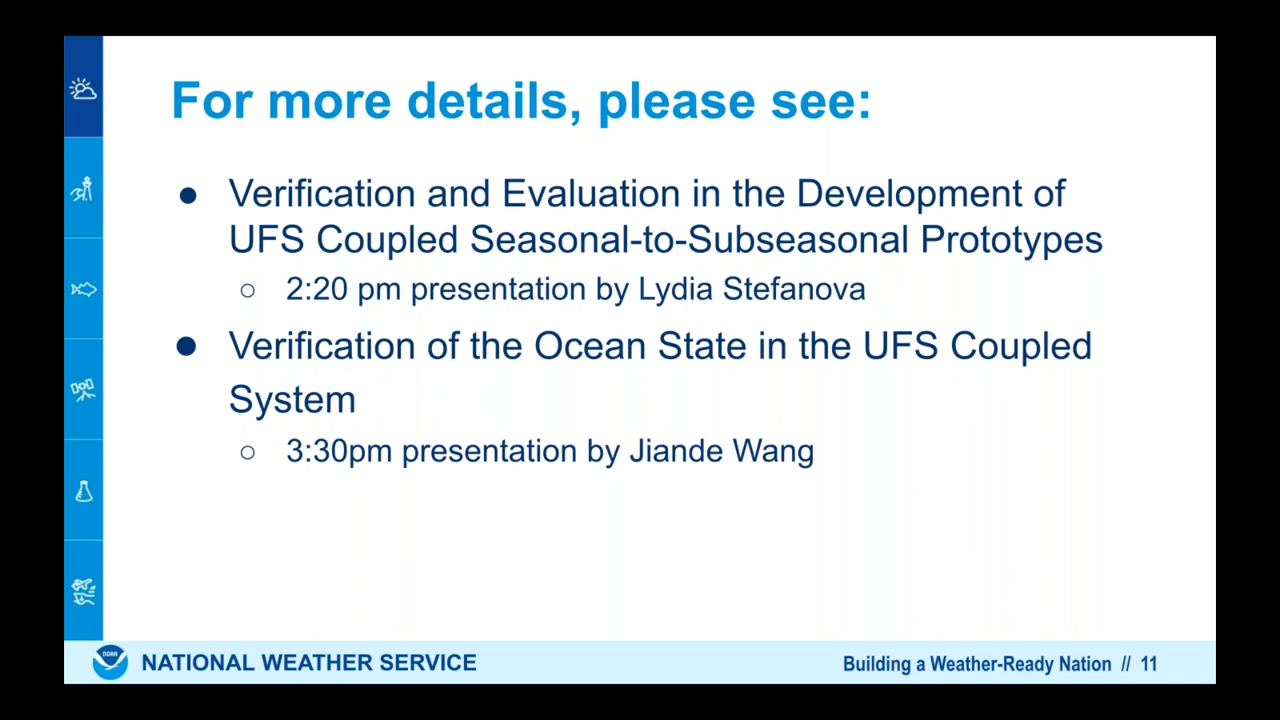 For more details, please see:
● Verification and Evaluation in the Development of
UFS Coupled Seasonal-to-Subseasonal Prototypes
○ 2:20 pm presentation by Lydia Stefanova
● Verification of the Ocean State in the UFS Coupled
System
○ 3:30pm presentation by Jiande Wang
NOAA
NATIONAL WEATHER SERVICE
Building a Weather-Ready Nation // 11